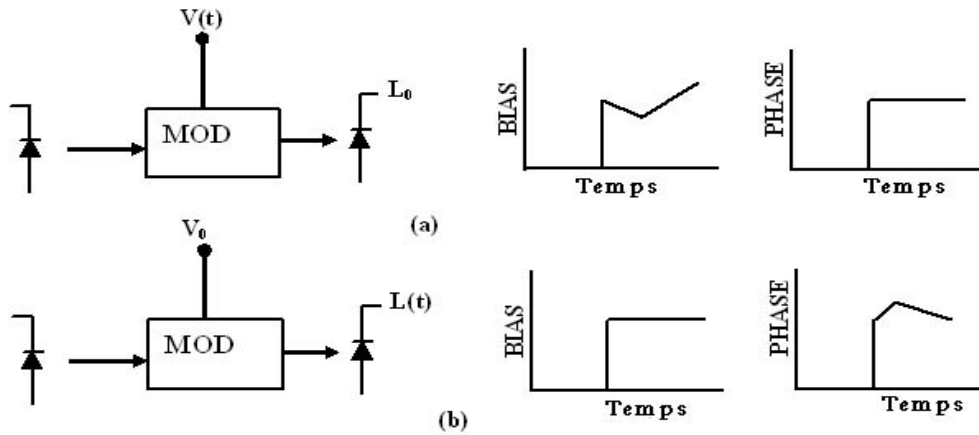 V(t)
L₀
MOD
BIAS
Temps
PHASE
Temps
(a)
V₀
L(t)
MOD
BIAS
Temps
PHASE
Temps
(b)